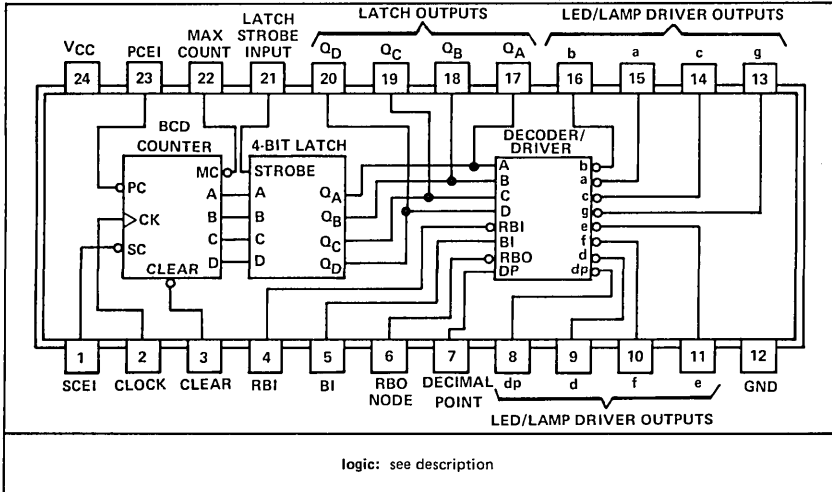 LATCH OUTPUTS
LED/LAMP DRIVER OUTPUTS
VCC
PCEI
MAX COUNT
LATCH STROBE INPUT
QD
QC
QB
QA
b
a
c
g
24
23
22
21
20
19
18
17
16
15
14
13
BCD COUNTER
4-BIT LATCH
DECODER/ DRIVER
PC
CK
SC
CLEAR
MC
A
B
C
D
STROBE
A
B
C
D
QA
QB
QC
QD
A
B
C
D
RBI
BI
RBO
DP
b
a
c
g
e
f
d
dp
1
2
3
4
5
6
7
8
9
10
11
12
SCEI
CLOCK
CLEAR
RBI
BI
RBO NODE
DECIMAL POINT
dp
d
f
e
GND
LED/LAMP DRIVER OUTPUTS
logic: see description